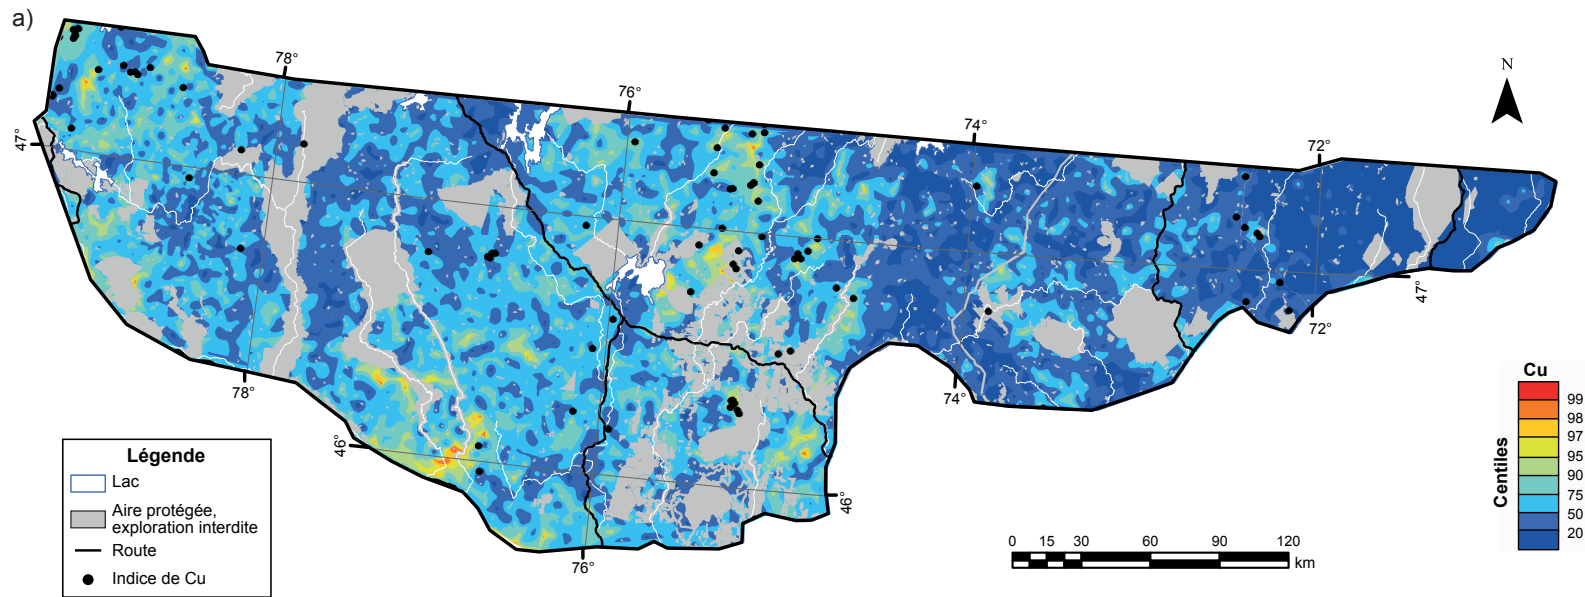 a)
78°
76°
74°
72°
N
47°
78°
46°
76°
46°
74°
72°
47°
Légende
Lac
Aire protégée,
exploration interdite
Route
Indice de Cu
0 15 30 60 90 120
km
Cu
99
98
97
95
90
75
50
20
Centiles